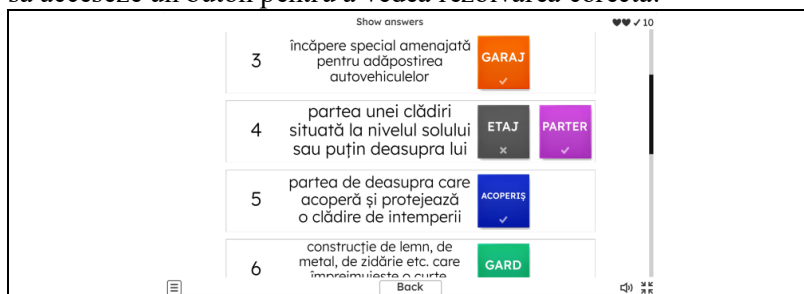 să acceseze un buton pentru a vedea rezolvarea corectă.
Show answers
10
3
încăpere special amenajată
pentru adăpostirea
autovehiculelor
GARAJ
4
partea unei clădiri
situată la nivelul solului
sau puțin deasupra lui
ETAJ
PARTER
5
partea de deasupra care
acoperă și protejează
o clădire de intemperii
ACOPERIȘ
6
construcție de lemn, de
metal, de zidărie etc. care
împrejmuiește o curte
GARD
Back